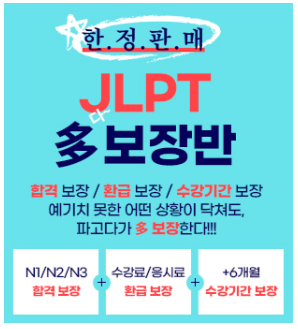 한.정.판.매
JLPT
다~
多보장반
합격 보장 / 환급 보장 / 수강기간 보장
예기치 못한 어떤 상황이 닥쳐도,
파고다가 多 보장한다!!!
N1/N2/N3
합격 보장
+
수강료/응시료
환급 보장
+
+6개월
수강기간 보장